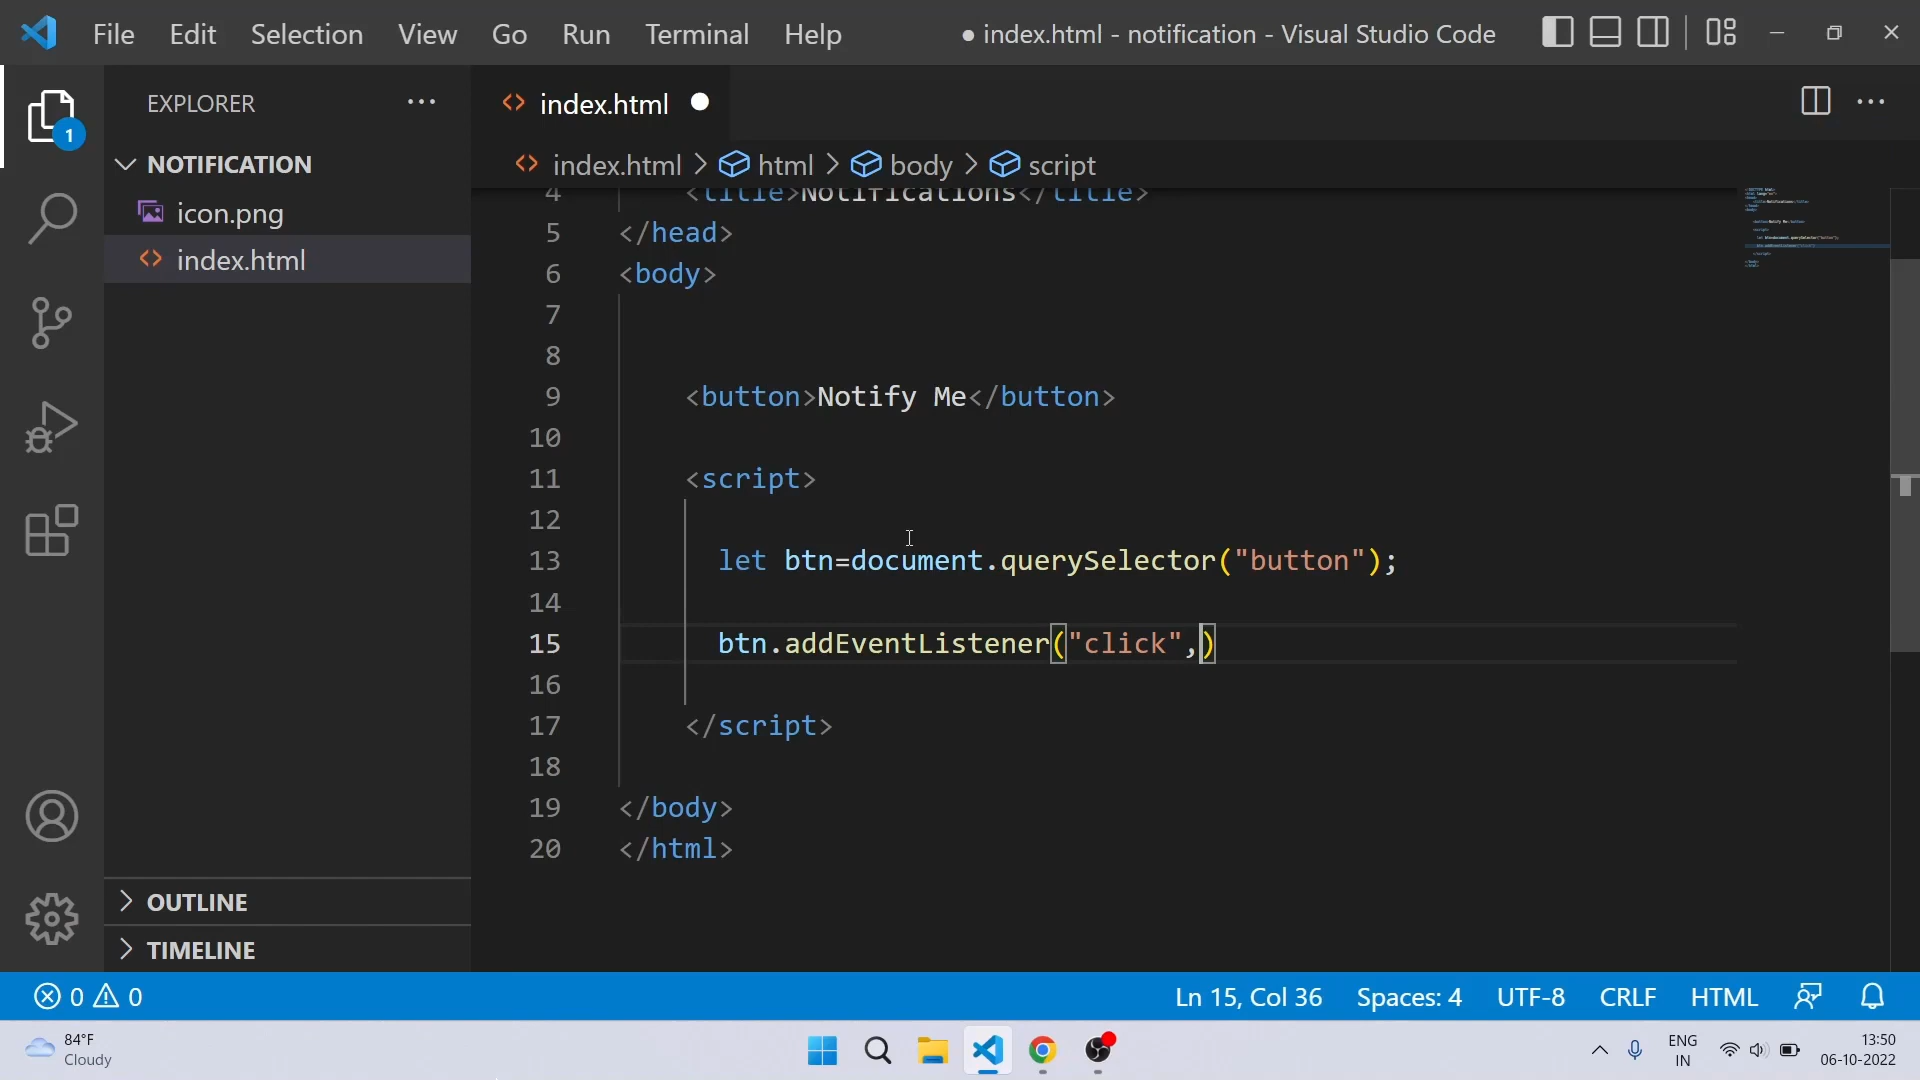 File Edit Selection View Go Run Terminal Help ● index.html - notification - Visual Studio Code
EXPLORER ···
index.html ●
1
NOTIFICATION
index.html > html > body > script
icon.png
index.html
4 <title>Notifications</title>
5 </head>
6 <body>
7
8
9 <button>Notify Me</button>
10
11 <script>
12
13 let btn=document.querySelector("button");
14
15 btn.addEventListener("click",)
16
17 </script>
18
19 </body>
20 </html>
OUTLINE
TIMELINE
0 0 Ln 15, Col 36 Spaces: 4 UTF-8 CRLF HTML
84°F
Cloudy
ENG
IN
13:50
06-10-2022